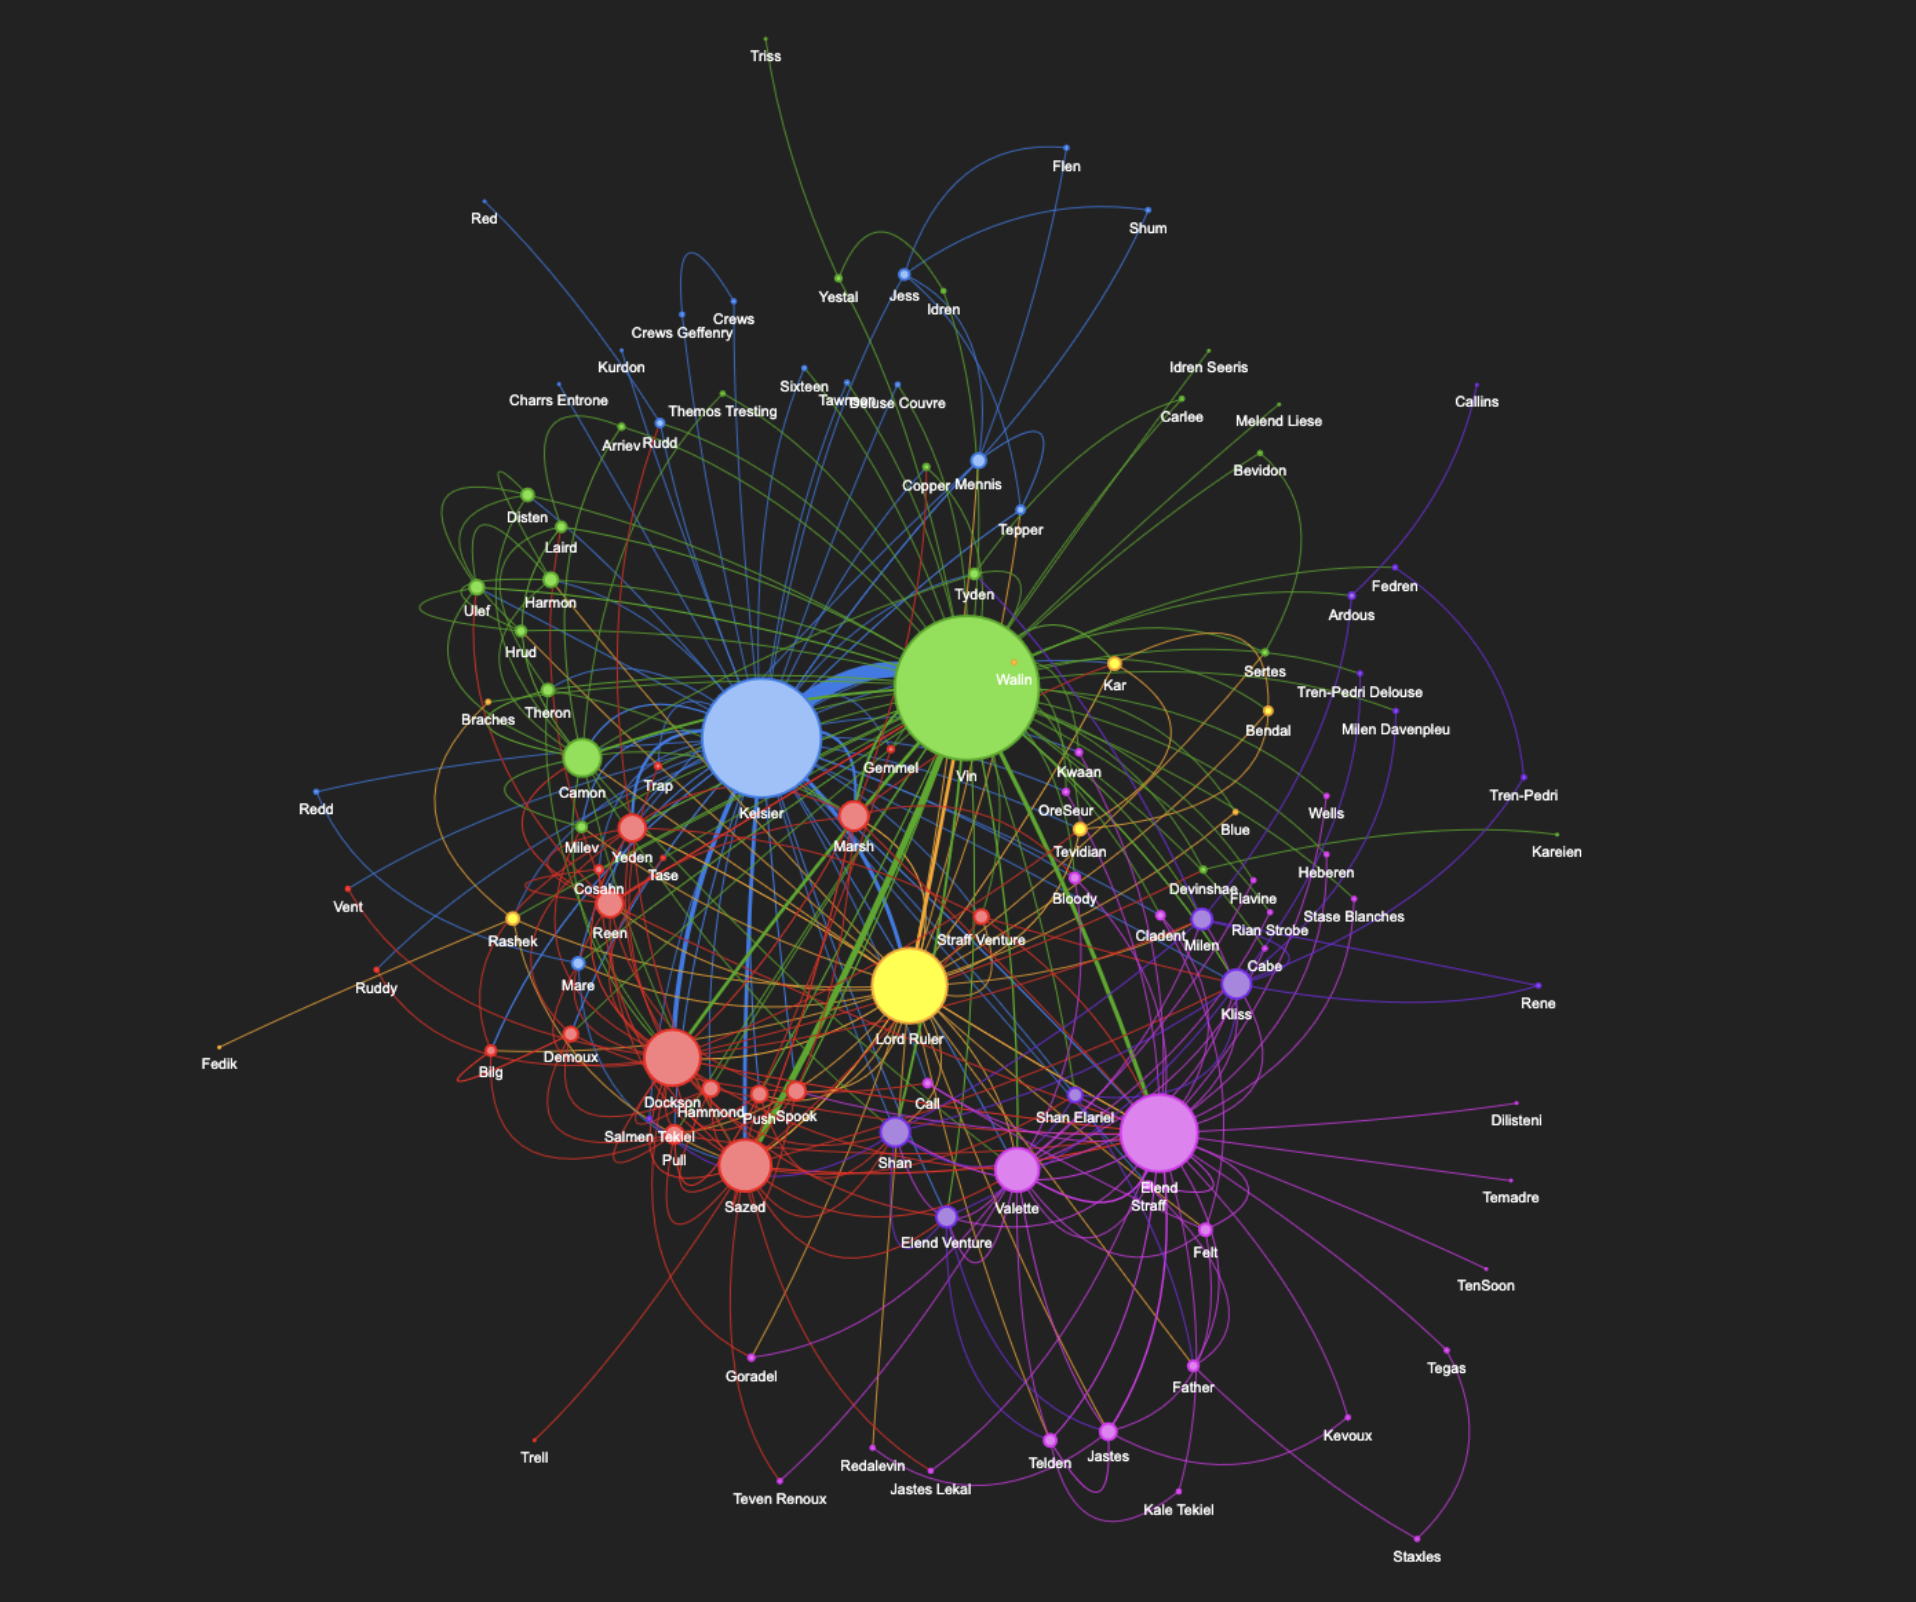 Triss
Flen
Red
Shum
Yestal
Jess
Idren
Crews
Crews Geffenry
Kurdon
Idren Seeris
Sixteen
Charrs Entrone
Tawnson
Deluse Couvre
Callins
Themos Tresting
Carlee
Melend Liese
Arriev
Rudd
Bevidon
Copper
Mennis
Disten
Tepper
Laird
Fedren
Tyden
Harmon
Ulef
Ardous
Hrud
Sertes
Walin
Kar
Tren-Pedri Delouse
Theron
Braches
Bendal
Milen Davenpleu
Gemmel
Kwaan
Vin
Trap
Camon
Tren-Pedri
Redd
OreSeur
Kelsier
Wells
Blue
Milev
Marsh
Tevidian
Kareien
Yeden
Heberen
Tase
Cosahn
Devinshae
Flavine
Bloody
Vent
Stase Blanches
Reen
Rian Strobe
Cladent
Straff Venture
Rashek
Milen
Cabe
Mare
Ruddy
Rene
Kliss
Lord Ruler
Demoux
Fedik
Bilg
Dockson
Call
Hammond
Push
Spook
Shan Elariel
Dilisteni
Salmen Tekiel
Pull
Shan
Elend
Temadre
Straff
Sazed
Valette
Elend Venture
Felt
TenSoon
Tegas
Goradel
Father
Kevoux
Trell
Jastes
Telden
Redalevin
Jastes Lekal
Teven Renoux
Kale Tekiel
Staxles